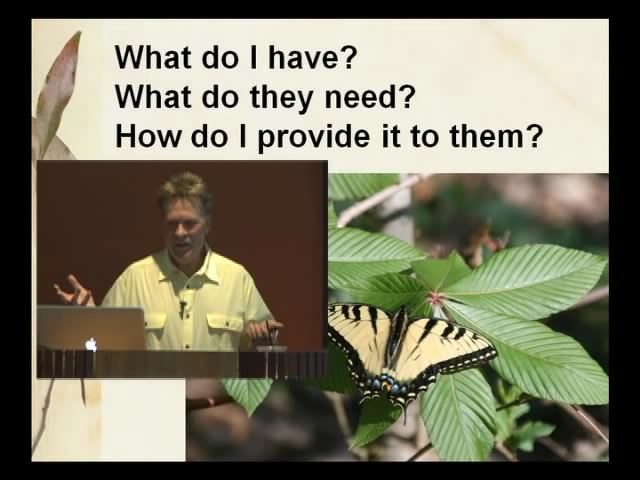 What do I have?
What do they need?
How do I provide it to them?